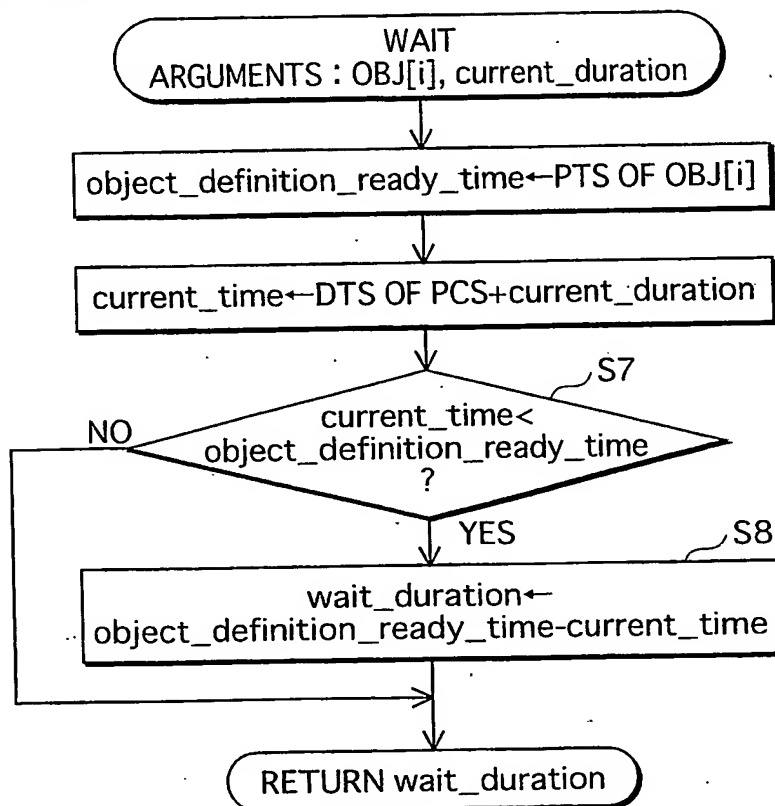 WAIT
ARGUMENTS : OBJ[i], current_duration
object_definition_ready_time←PTS OF OBJ[i]
current_time←DTS OF PCS+current_duration
S7
current_time<
object_definition_ready_time
?
NO
YES
S8
wait_duration←
object_definition_ready_time-current_time
RETURN wait_duration